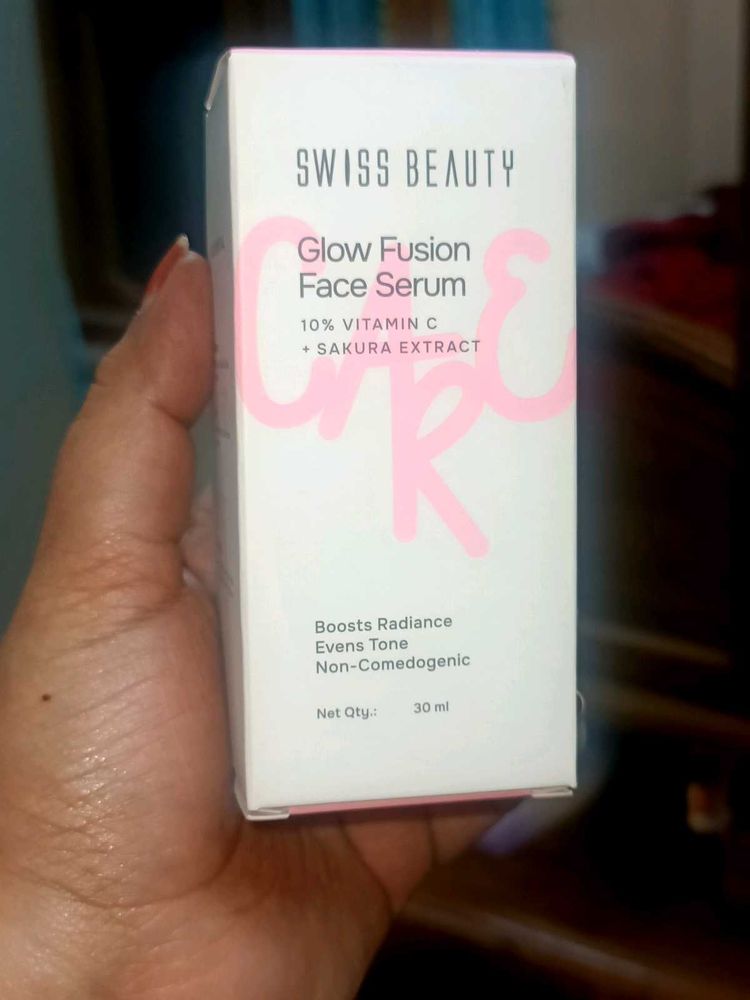 SWISS BEAUTY
CARE
Glow Fusion
Face Serum
10% VITAMIN C
+ SAKURA EXTRACT
Boosts Radiance
Evens Tone
Non-Comedogenic
Net Qty.: 30 ml